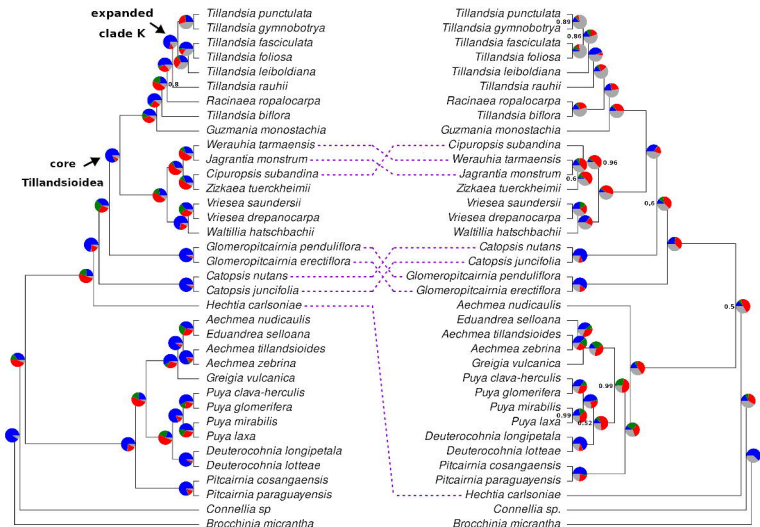 expanded
clade K
core
Tillandsioidea
Tillandsia punctulata
Tillandsia gymnobotrya
Tillandsia fasciculata
Tillandsia foliosa
Tillandsia leiboldiana
Tillandsia rauhii
Racinaea ropalocarpa
Tillandsia biflora
Guzmania monostachia
Werauhia tarmaensis
Jagrantia monstrum
Cipuropsis subandina
Zizkaea tuerckheimii
Vriesea saundersii
Vriesea drepanocarpa
Waltillia hatschbachii
Glomeropitcairnia penduliflora
Glomeropitcairnia erectiflora
Catopsis nutans
Catopsis juncifolia
Hechtia carlsoniae
Aechmea nudicaulis
Eduandrea selloana
Aechmea tillandsioides
Aechmea zebrina
Greigia vulcanica
Puya clava-herculis
Puya glomerifera
Puya mirabilis
Puya laxa
Deuterocohnia longipetala
Deuterocohnia lotteae
Pitcairnia cosangaensis
Pitcairnia paraguayensis
Connellia sp
Brocchinia micrantha
0.8
Tillandsia punctulata
Tillandsia gymnobotrya
Tillandsia fasciculata
Tillandsia foliosa
Tillandsia leiboldiana
Tillandsia rauhii
Racinaea ropalocarpa
Tillandsia biflora
Guzmania monostachia
Cipuropsis subandina
Werauhia tarmaensis
Jagrantia monstrum
Zizkaea tuerckheimii
Vriesea saundersii
Vriesea drepanocarpa
Waltillia hatschbachii
Catopsis nutans
Catopsis juncifolia
Glomeropitcairnia penduliflora
Glomeropitcairnia erectiflora
Aechmea nudicaulis
Eduandrea selloana
Aechmea tillandsioides
Aechmea zebrina
Greigia vulcanica
Puya clava-herculis
Puya glomerifera
Puya mirabilis
Puya laxa
Deuterocohnia longipetala
Deuterocohnia lotteae
Pitcairnia cosangaensis
Pitcairnia paraguayensis
Hechtia carlsoniae
Connellia sp.
Brocchinia micrantha
0.89
0.86
0.96
0.6
0.6
0.5
0.99
0.99
0.52